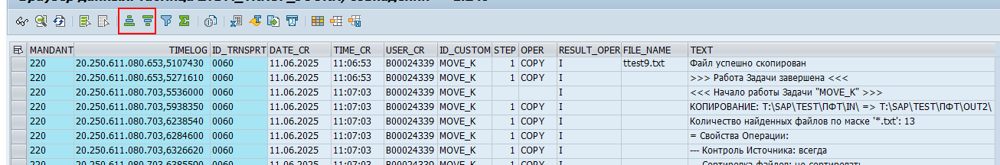 MANDANT TIMELOG ID_TRNSPRT DATE_CR TIME_CR USER_CR ID_CUSTOM STEP OPER RESULT_OPER FILE_NAME TEXT
220 20.250.611.080.653,5107430 0060 11.06.2025 11:06:53 B00024339 MOVE_K 1 COPY I ttest9.txt Файл успешно скопирован
220 20.250.611.080.653,5271610 0060 11.06.2025 11:06:53 B00024339 MOVE_K 1 COPY I >>> Работа Задачи завершена <<<
220 20.250.611.080.703,5536000 0060 11.06.2025 11:07:03 B00024339 MOVE_K I <<< Начало работы Задачи "MOVE_K" >>>
220 20.250.611.080.703,5938350 0060 11.06.2025 11:07:03 B00024339 MOVE_K 1 COPY I КОПИРОВАНИЕ: T:\SAP\TEST\ПФТ\IN\ => T:\SAP\TEST\ПФТ\OUT2\
220 20.250.611.080.703,6238540 0060 11.06.2025 11:07:03 B00024339 MOVE_K 1 COPY I Количество найденных файлов по маске '*.txt': 13
220 20.250.611.080.703,6284600 0060 11.06.2025 11:07:03 B00024339 MOVE_K 1 COPY I = Свойства Операции:
220 20.250.611.080.703,6326620 0060 11.06.2025 11:07:03 B00024339 MOVE_K 1 COPY I --- Контроль Источника: всегда
220 20.250.611.080.703,6385500 0060 11.06.2025 11:07:03 B00024339 MOVE_K 1 COPY I Сортировка файлов: не сортировать